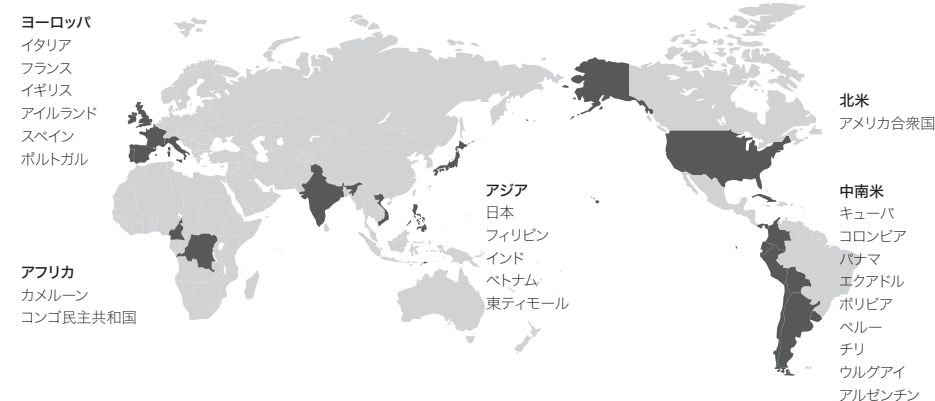 ヨーロッパ
イタリア
フランス
イギリス
アイルランド
スペイン
ポルトガル
アフリカ
カメルーン
コンゴ民主共和国
アジア
日本
フィリピン
インド
ベトナム
東ティモール
北米
アメリカ合衆国
中南米
キューバ
コロンビア
パナマ
エクアドル
ボリビア
ペルー
チリ
ウルグアイ
アルゼンチン